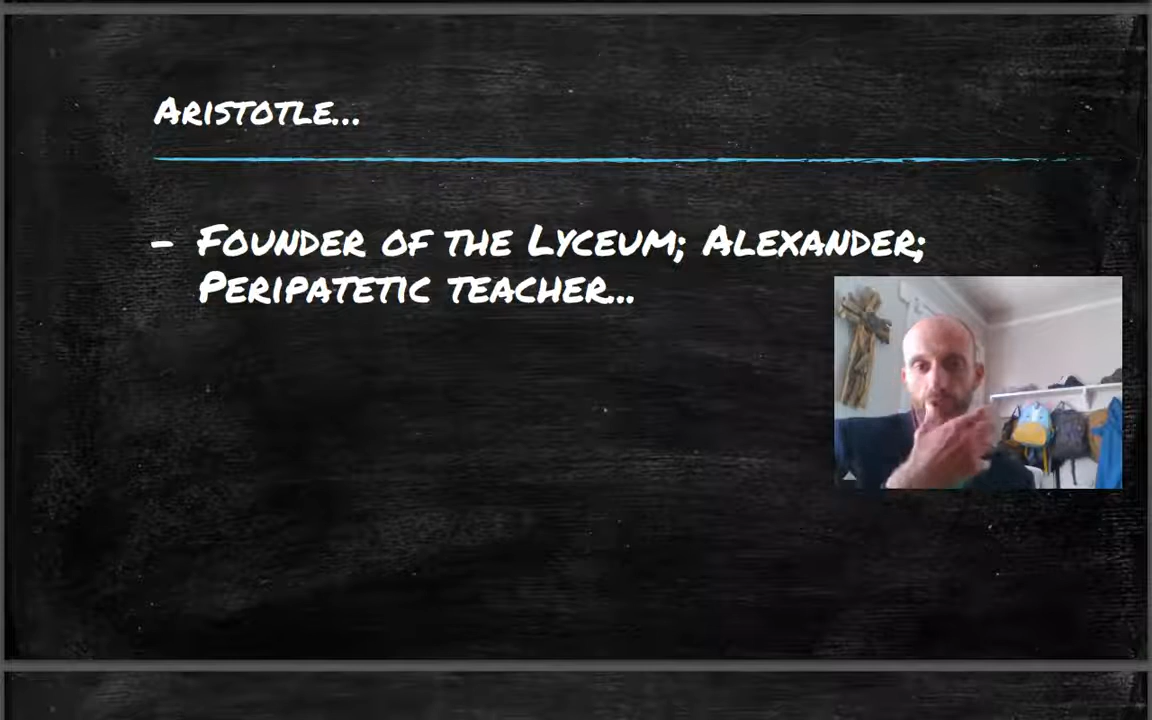 Aristotle...
- Founder of the Lyceum; Alexander;
Peripatetic teacher...